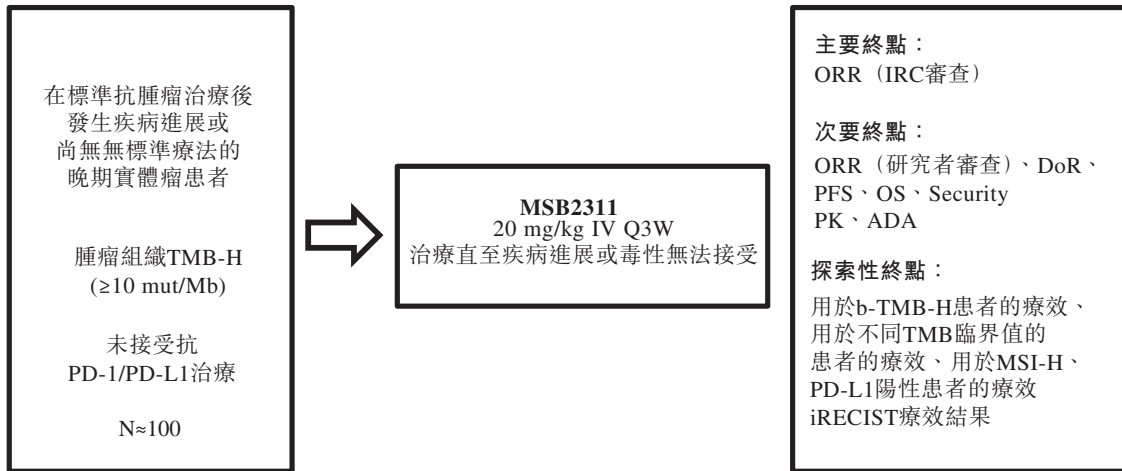 在標準抗腫瘤治療後
發生疾病進展或
尚無無標準療法的
晚期實體瘤患者
腫瘤組織TMB-H
(≥10 mut/Mb)
未接受抗
PD-1/PD-L1治療
N≈100
MSB2311
20 mg/kg IV Q3W
治療直至疾病進展或毒性無法接受
主要終點：
ORR（IRC審查）
次要終點：
ORR（研究者審查）、DoR、
PFS、OS、Security
PK、ADA
探索性終點：
用於b-TMB-H患者的療效、
用於不同TMB臨界值的
患者的療效、用於MSI-H、
PD-L1陽性患者的療效
iRECIST療效結果